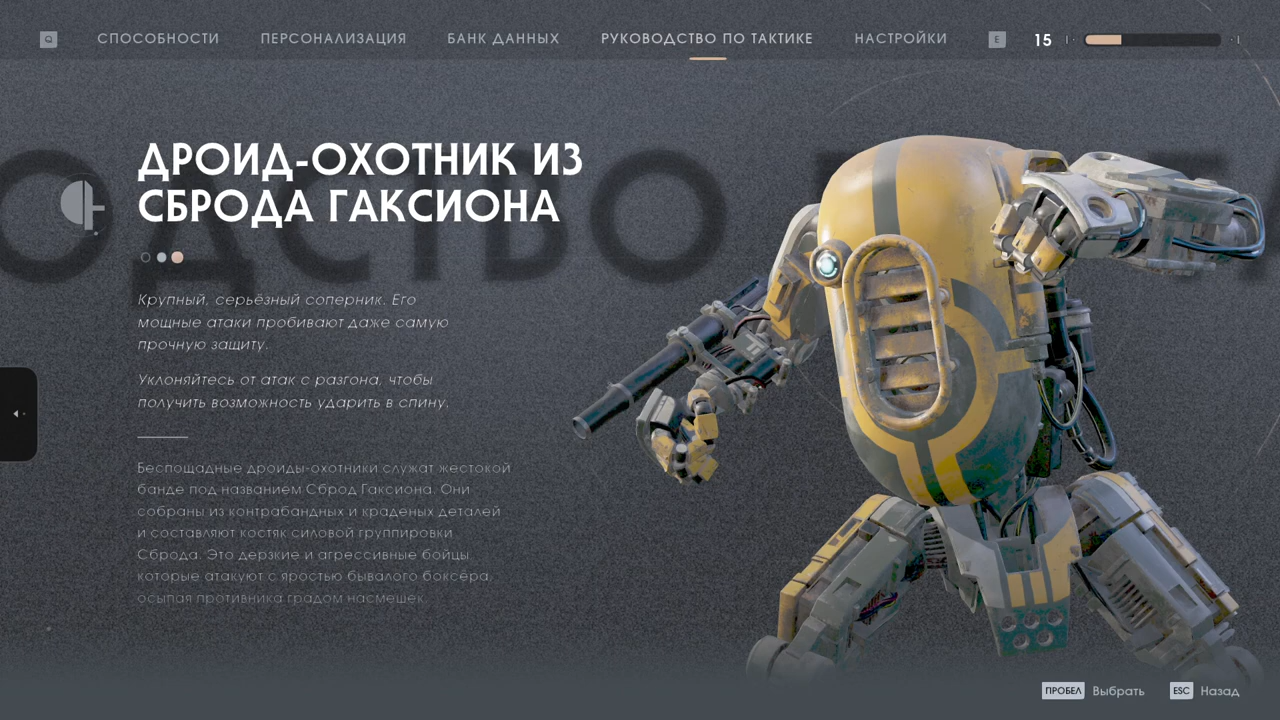 Q
СПОСОБНОСТИ
ПЕРСОНАЛИЗАЦИЯ
БАНК ДАННЫХ
РУКОВОДСТВО ПО ТАКТИКЕ
НАСТРОЙКИ
E
15
ДРОИД-ОХОТНИК ИЗ
СБРОДА ГАКСИОНА
Крупный, серьёзный соперник. Его
мощные атаки пробивают даже самую
прочную защиту.
Уклоняйтесь от атак с разгона, чтобы
получить возможность ударить в спину.
Беспощадные дроиды-охотники служат жестокой
банде под названием Сброд Гаксиона. Они
собраны из контрабандных и краденых деталей
и составляют костяк силовой группировки
Сброда. Это дерзкие и агрессивные бойцы,
которые атакуют с яростью бывалого боксёра,
осыпая противника градом насмешек.
ПРОБЕЛ Выбрать
ESC Назад